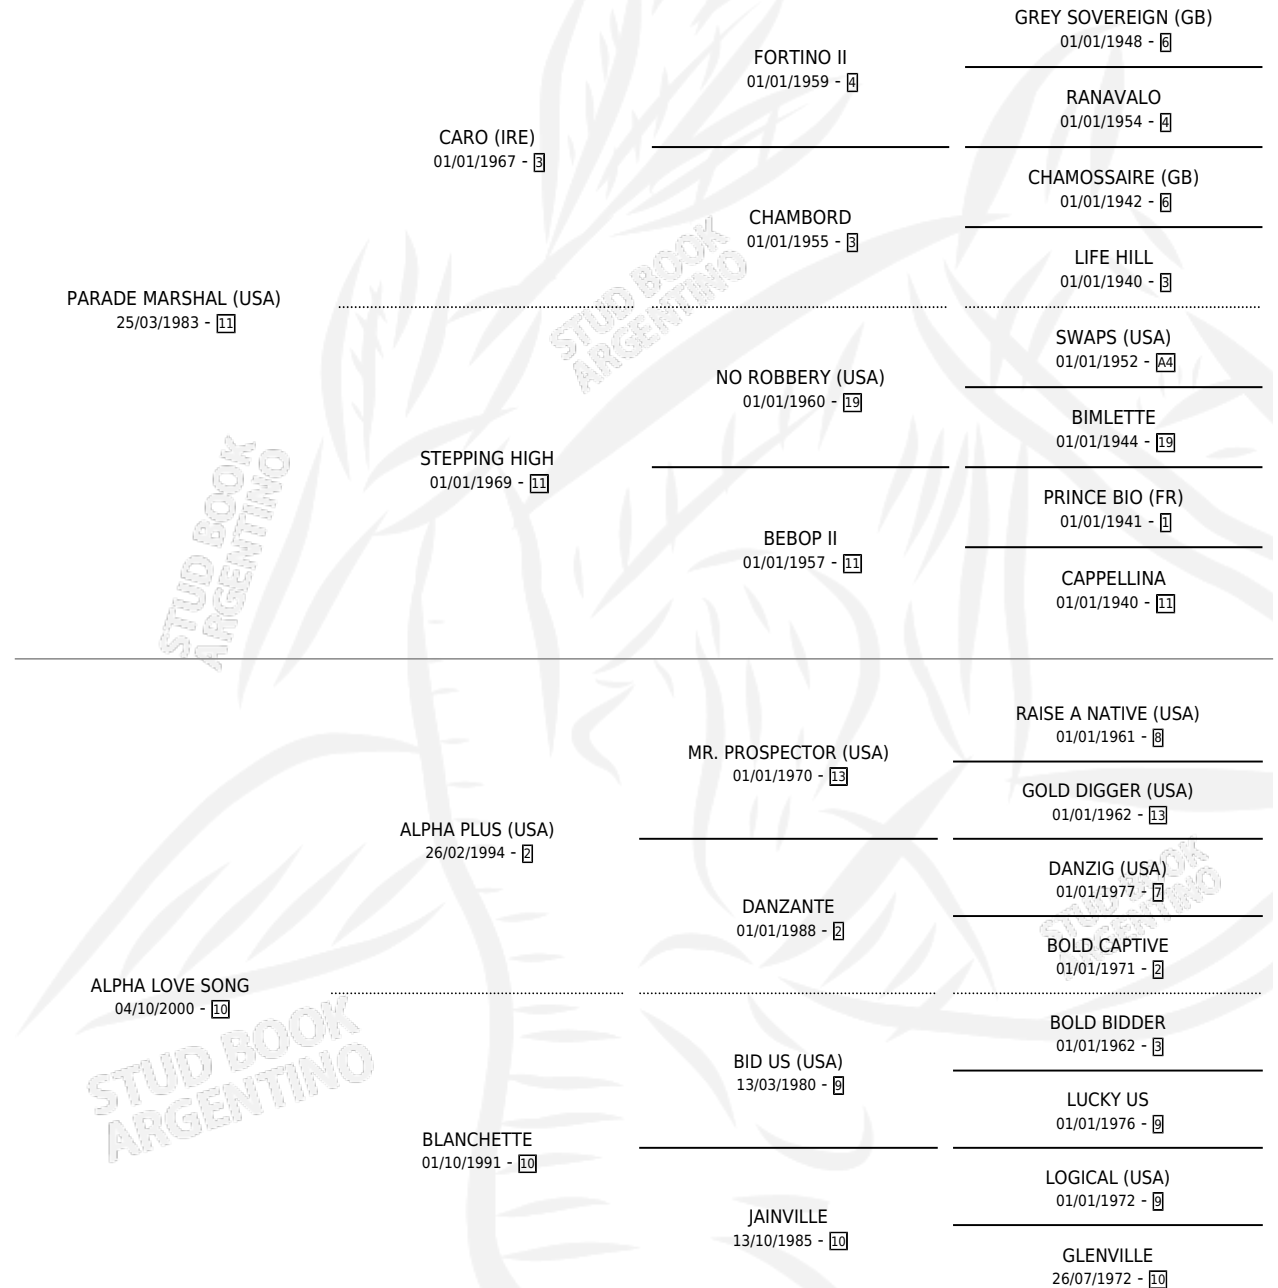 GREY SOVEREIGN (GB)
01/01/1948 - 6
FORTINO II
01/01/1959 - 4
RANAVALO
01/01/1954 - 4
CARO (IRE)
01/01/1967 - 3
CHAMOSSAIRE (GB)
01/01/1942 - 6
CHAMBORD
01/01/1955 - 3
LIFE HILL
01/01/1940 - 3
PARADE MARSHAL (USA)
25/03/1983 - 11
SWAPS (USA)
01/01/1952 - A4
NO ROBBERY (USA)
01/01/1960 - 19
BIMLETTE
01/01/1944 - 19
STEPPING HIGH
01/01/1969 - 11
PRINCE BIO (FR)
01/01/1941 - 1
BEBOP II
01/01/1957 - 11
CAPPELLINA
01/01/1940 - 11
RAISE A NATIVE (USA)
01/01/1961 - 8
MR. PROSPECTOR (USA)
01/01/1970 - 13
GOLD DIGGER (USA)
01/01/1962 - 13
ALPHA PLUS (USA)
26/02/1994 - 2
DANZIG (USA)
01/01/1977 - 7
DANZANTE
01/01/1988 - 2
BOLD CAPTIVE
01/01/1971 - 2
ALPHA LOVE SONG
04/10/2000 - 10
BOLD BIDDER
01/01/1962 - 3
BID US (USA)
13/03/1980 - 9
LUCKY US
01/01/1976 - 9
BLANCHETTE
01/10/1991 - 10
LOGICAL (USA)
01/01/1972 - 9
JAINVILLE
13/10/1985 - 10
GLENVILLE
26/07/1972 - 10
STUD BOOK
ARGENTINO
STUD BOOK
ARGENTINO
STUD BOOK
ARGENTINO
STUD BOOK
ARGENTINO